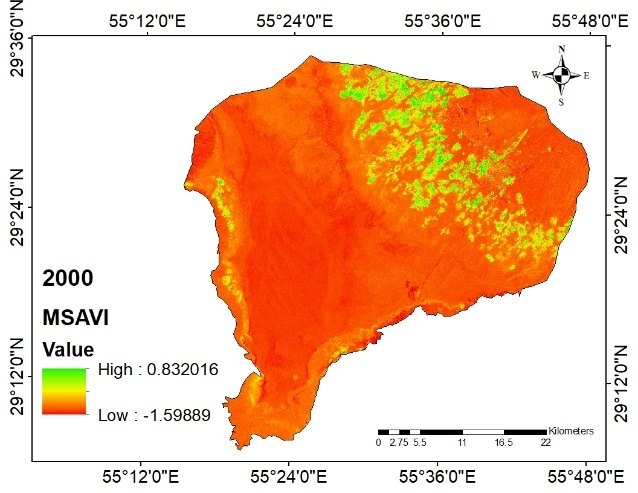 55°12'0"E 55°24'0"E 55°36'0"E 55°48'0"E
29°36'0"N
29°24'0"N
29°12'0"N
N
W E
S
29°24'0"N
29°12'0"N
2000
MSAVI
Value
High : 0.832016
Low : -1.59889
Kilometers
0 2.75 5.5 11 16.5 22
55°12'0"E 55°24'0"E 55°36'0"E 55°48'0"E